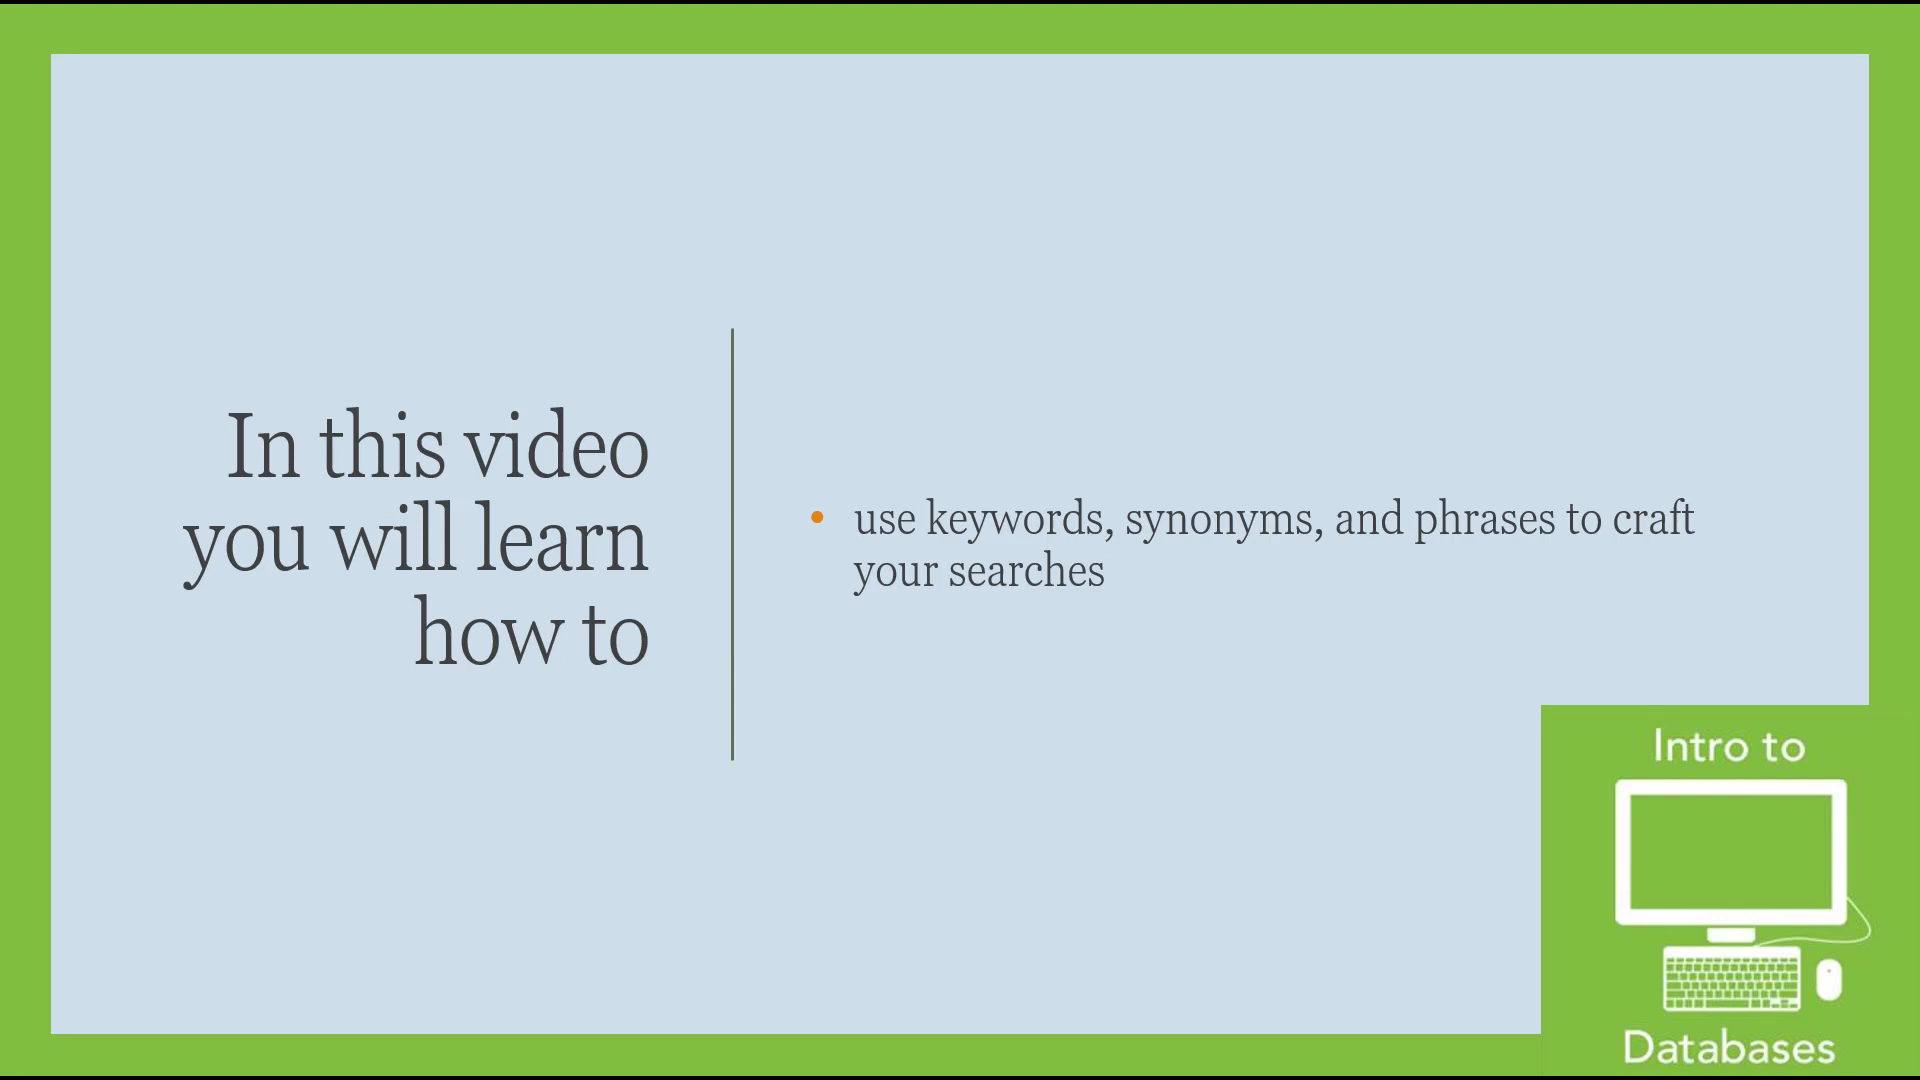 In this video
you will learn
how to
• use keywords, synonyms, and phrases to craft
your searches
Intro to
Databases